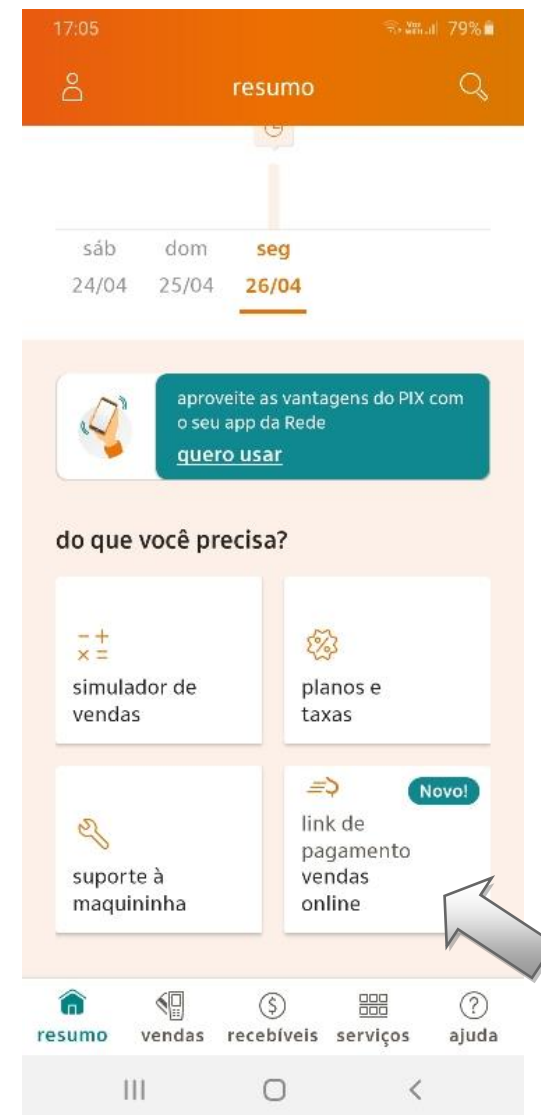 17:05
79%
resumo
sáb dom seg
24/04 25/04 26/04
aproveite as vantagens do PIX com
o seu app da Rede
quero usar
do que você precisa?
simulador de
vendas
planos e
taxas
Novo!
suporte à
maquininha
link de
pagamento
vendas
online
resumo vendas recebíveis serviços ajuda